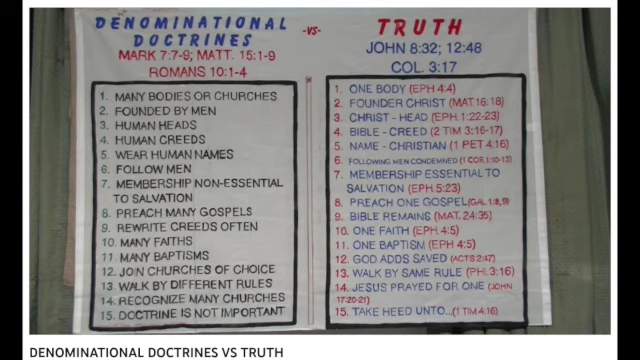 DENOMINATIONAL
DOCTRINES
MARK 7:7-9; MATT. 15:1-9
ROMANS 10:1-4
1. MANY BODIES OR CHURCHES
2. FOUNDED BY MEN
3. HUMAN HEADS
4. HUMAN CREEDS
5. WEAR HUMAN NAMES
6. FOLLOW MEN
7. MEMBERSHIP NON-ESSENTIAL
TO SALVATION
8. PREACH MANY GOSPELS
9. REWRITE CREEDS OFTEN
10. MANY FAITHS
11. MANY BAPTISMS
12. JOIN CHURCHES OF CHOICE
13. WALK BY DIFFERENT RULES
14. RECOGNIZE MANY CHURCHES
15. DOCTRINE IS NOT IMPORTANT
-VS-
TRUTH
JOHN 8:32; 12:48
COL. 3:17
1. ONE BODY (EPH 4:4)
2. FOUNDER CHRIST (MAT.16:18)
3. CHRIST - HEAD (EPH.1:22-23)
4. BIBLE - CREED (2 TIM 3:16-17)
5. NAME - CHRISTIAN (1 PET 4:16)
6. FOLLOWING MEN CONDEMNED (1 COR.1:10-13)
7. MEMBERSHIP ESSENTIAL TO
SALVATION (EPH.5:23)
8. PREACH ONE GOSPEL (GAL.1:8,9)
9. BIBLE REMAINS (MAT. 24:35)
10. ONE FAITH (EPH.4:5)
11. ONE BAPTISM (EPH 4:5)
12. GOD ADDS SAVED (ACTS 2:47)
13. WALK BY SAME RULE (PHI.3:16)
14. JESUS PRAYED FOR ONE (JOHN
17:20-21)
15. TAKE HEED UNTO...(1 TIM 4:16)
DENOMINATIONAL DOCTRINES VS TRUTH